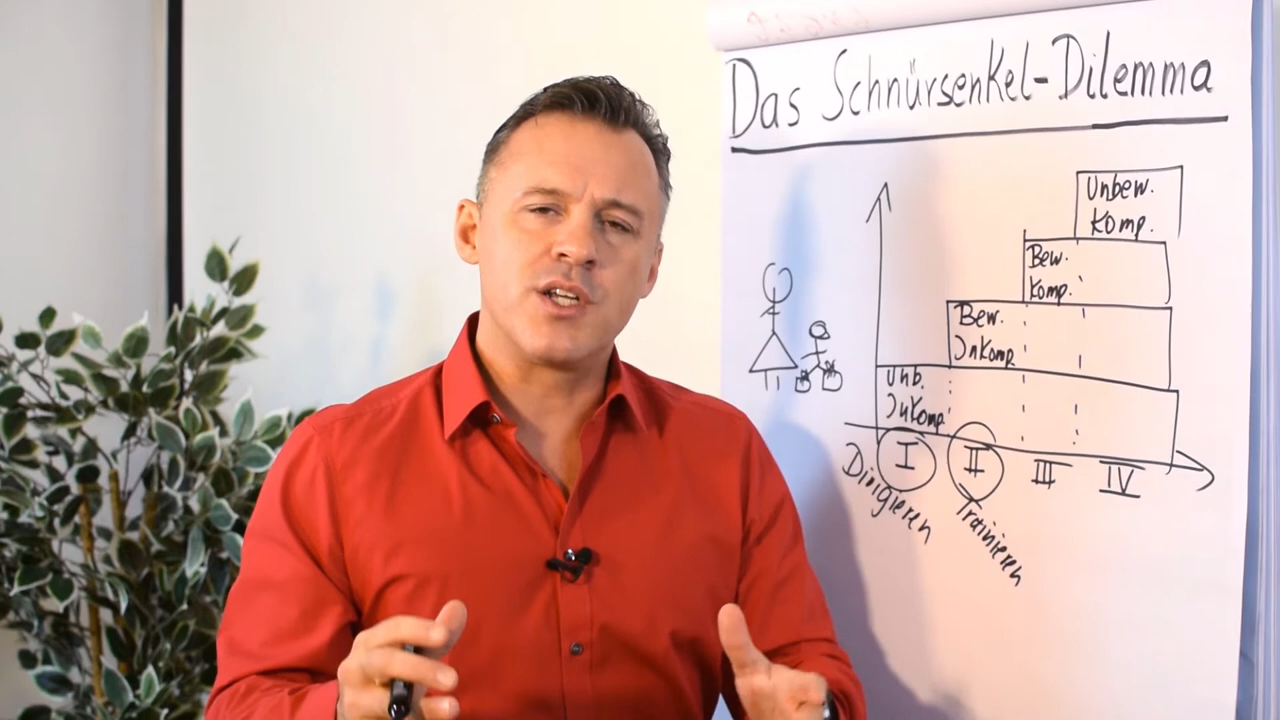 Das Schnürsenkel-Dilemma
Unbew.
Komp.
Bew.
Komp.
Bew.
Inkomp.
Unb.
Inkomp.
I
II
III
IV
Dirigieren
Trainieren